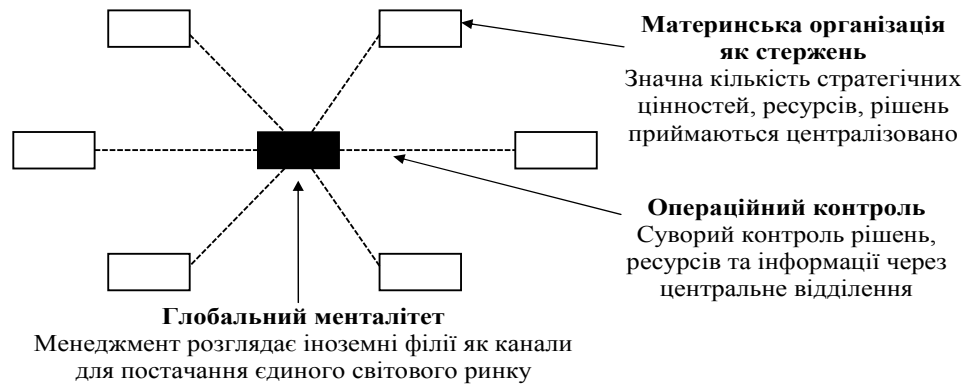 Материнська організація
як стержень
Значна кількість стратегічних
цінностей, ресурсів, рішень
приймаються централізовано
Операційний контроль
Суворий контроль рішень,
ресурсів та інформації через
центральне відділення
Глобальний менталітет
Менеджмент розглядає іноземні філії як канали
для постачання єдиного світового ринку